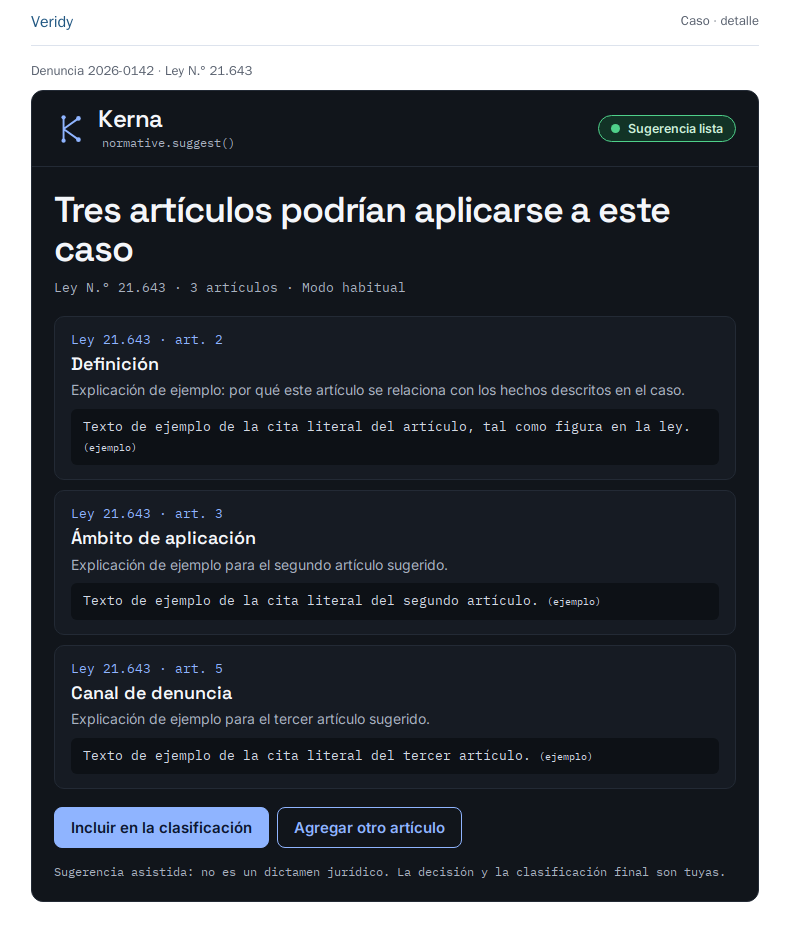 Veridy
Caso · detalle
Denuncia 2026-0142 · Ley N.° 21.643
Kerna
normative.suggest()
Sugerencia lista
Tres artículos podrían aplicarse a este
caso
Ley N.° 21.643 · 3 artículos · Modo habitual
Ley 21.643 · art. 2
Definición
Explicación de ejemplo: por qué este artículo se relaciona con los hechos descritos en el caso.
Texto de ejemplo de la cita literal del artículo, tal como figura en la ley.
(ejemplo)
Ley 21.643 · art. 3
Ámbito de aplicación
Explicación de ejemplo para el segundo artículo sugerido.
Texto de ejemplo de la cita literal del segundo artículo. (ejemplo)
Ley 21.643 · art. 5
Canal de denuncia
Explicación de ejemplo para el tercer artículo sugerido.
Texto de ejemplo de la cita literal del tercer artículo. (ejemplo)
Incluir en la clasificación
Agregar otro artículo
Sugerencia asistida: no es un dictamen jurídico. La decisión y la clasificación final son tuyas.